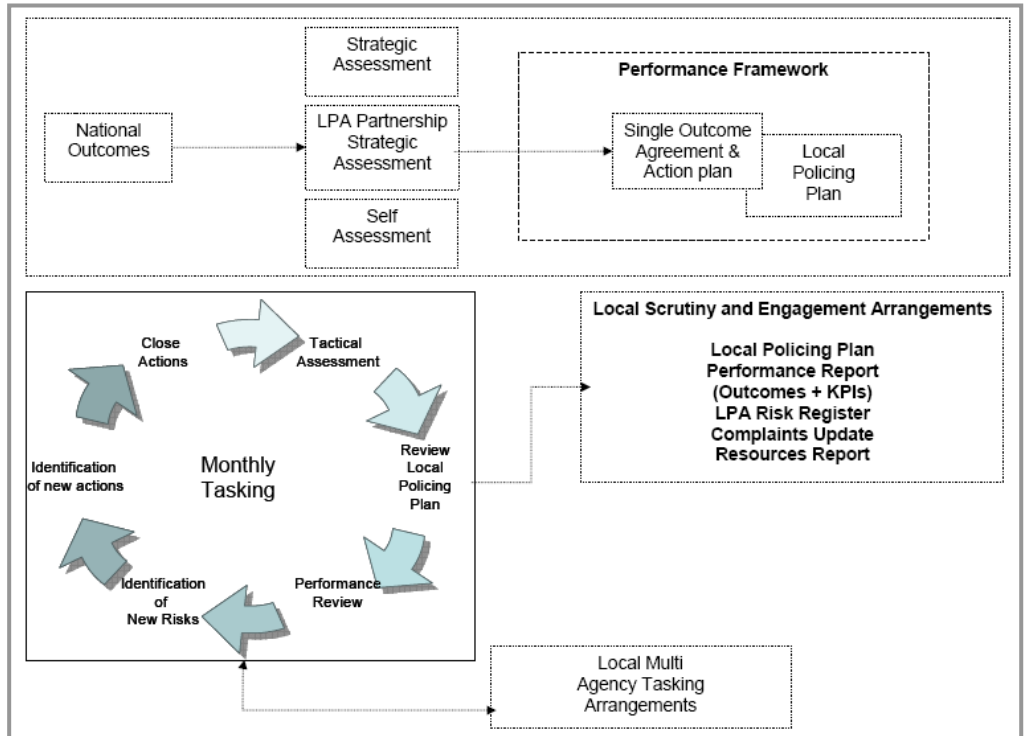 Strategic
Assessment
Performance Framework
National
Outcomes
LPA Partnership
Strategic
Assessment
Single Outcome
Agreement &
Action plan
Local
Policing
Plan
Self
Assessment
Close
Actions
Tactical
Assessment
Review
Local
Policing
Plan
Performance
Review
Identification
of
New Risks
Identification
of new actions
Monthly
Tasking
Local Scrutiny and Engagement Arrangements
Local Policing Plan
Performance Report
(Outcomes + KPIs)
LPA Risk Register
Complaints Update
Resources Report
Local Multi
Agency Tasking
Arrangements